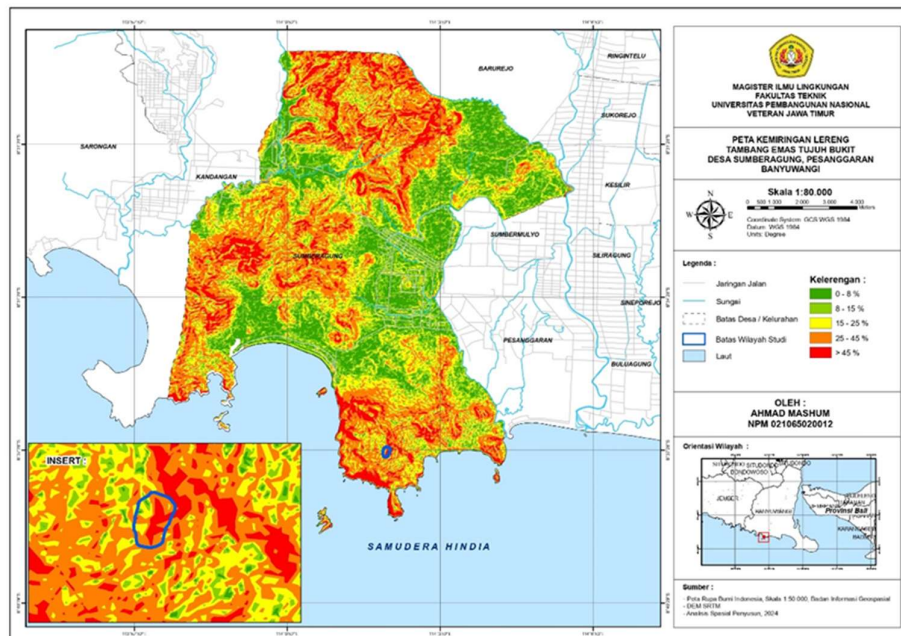 BARUREJO
RINGINTELU
SUKOREJO
SARONGAN
KANDANGAN
KESILIR
SUMBERAGUNG
SUMBERMULYO
SILIRAGUNG
SINEPOREJO
PESANGGARAN
BULUAGUNG
INSERT :
SAMUDERA HINDIA
MAGISTER ILMU LINGKUNGAN
FAKULTAS TEKNIK
UNIVERSITAS PEMBANGUNAN NASIONAL
VETERAN JAWA TIMUR
PETA KEMIRINGAN LERENG
TAMBANG EMAS TUJUH BUKIT
DESA SUMBERAGUNG, PESANGGARAN
BANYUWANGI
Skala 1:80.000
N
W E
S
Meters
Coordinate System: GCS WGS 1984
Datum: WGS 1984
Units: Degree
Legenda :
Jaringan Jalan
Sungai
Batas Desa / Kelurahan
Batas Wilayah Studi
Laut
Kelerengan :
0 - 8 %
8 - 15 %
15 - 25 %
25 - 45 %
> 45 %
OLEH :
AHMAD MASHUM
NPM 021065020012
Orientasi Wilayah :
SITUBONDO
BONDOWOSO
JEMBER
BANYUWANGI
Provinsi Bali
Sumber :
- Peta Rupa Bumi Indonesia, Skala 1:50.000, Badan Informasi Geospasial
- DEM SRTM
- Analisis Spasial Penyusun, 2024